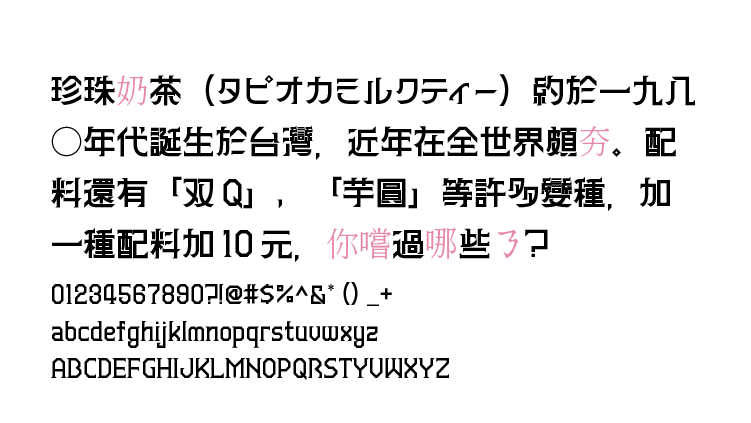 珍珠奶茶（タピオカミルクティー）約於一九八
〇年代誕生於台灣，近年在全世界頗夯。配
料還有「双Q」，「芋圓」等許多變種，加
一種配料加10元，你嚐過哪些了？
01234567890?!@#$%^&*() _+
abcdefghijklmnopqrstuvwxyz
ABCDEFGHIJKLMNOPQRSTYVWXYZ